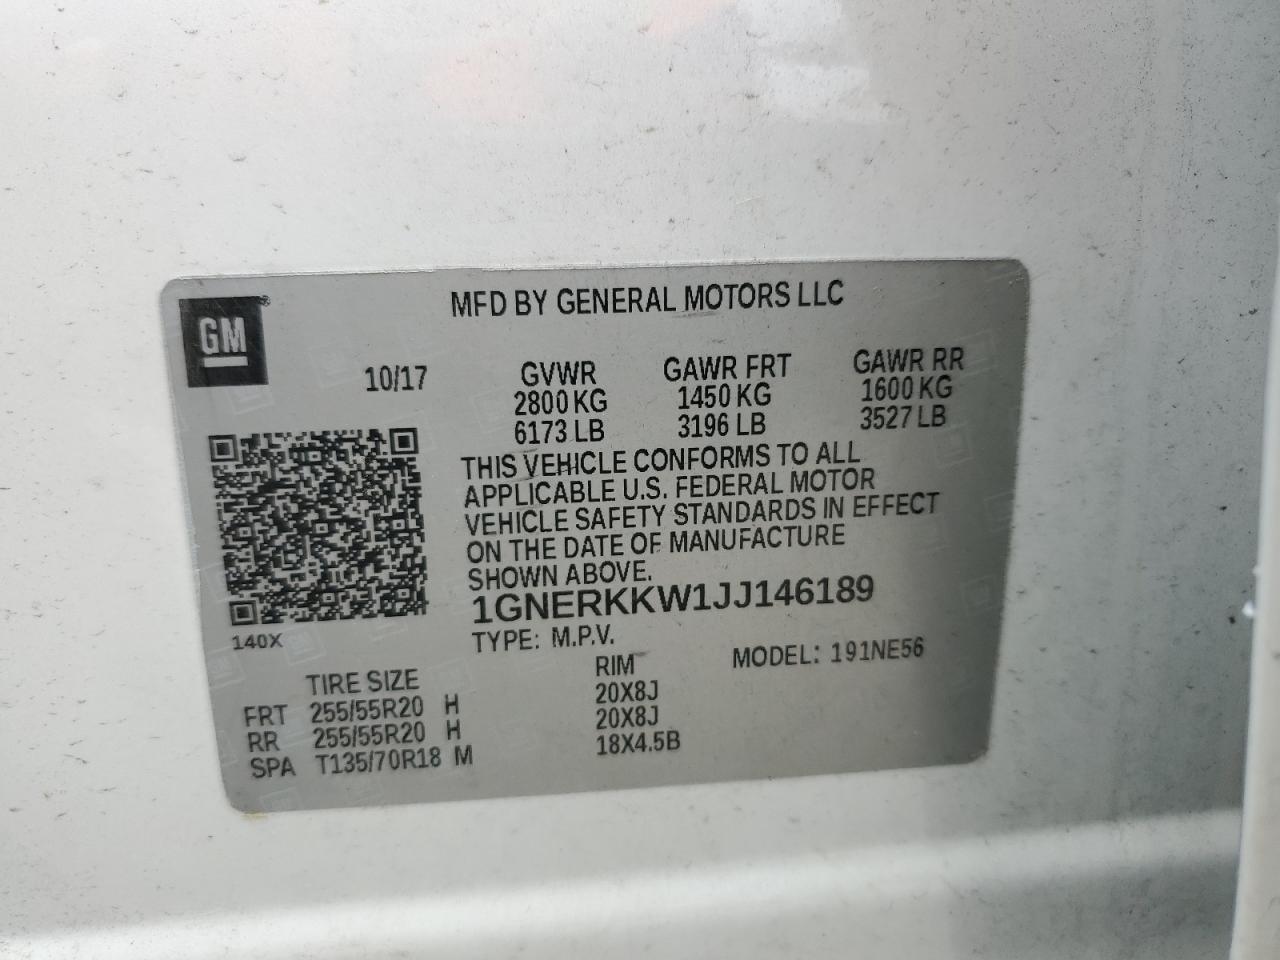 MFD BY GENERAL MOTORS LLC
GM
10/17 GVWR GAWR FRT GAWR RR
2800 KG 1450 KG 1600 KG
6173 LB 3196 LB 3527 LB
THIS VEHICLE CONFORMS TO ALL
APPLICABLE U.S. FEDERAL MOTOR
VEHICLE SAFETY STANDARDS IN EFFECT
ON THE DATE OF MANUFACTURE
SHOWN ABOVE.
1GNERKKW1JJ146189
140X
TYPE: M.P.V.
MODEL: 191NE56
TIRE SIZE RIM
FRT 255/55R20 H 20X8J
RR 255/55R20 H 20X8J
SPA T135/70R18 M 18X4.5B